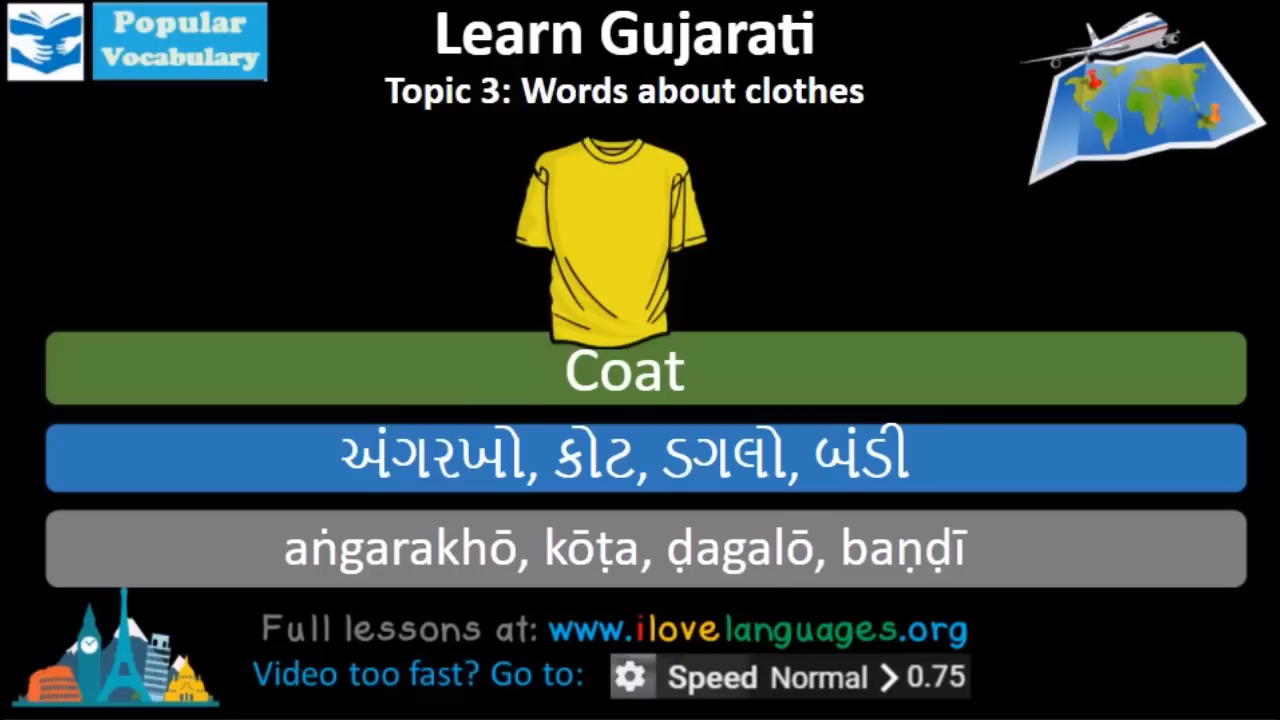 Popular
Vocabulary
Learn Gujarati
Topic 3: Words about clothes
Coat
અંગરખો, કોટ, ડગલો, બંડી
aṅgarakhō, kōṭa, ḍagalō, baṇḍī
Full lessons at: www.ilovelanguages.org
Video too fast? Go to: Speed Normal > 0.75